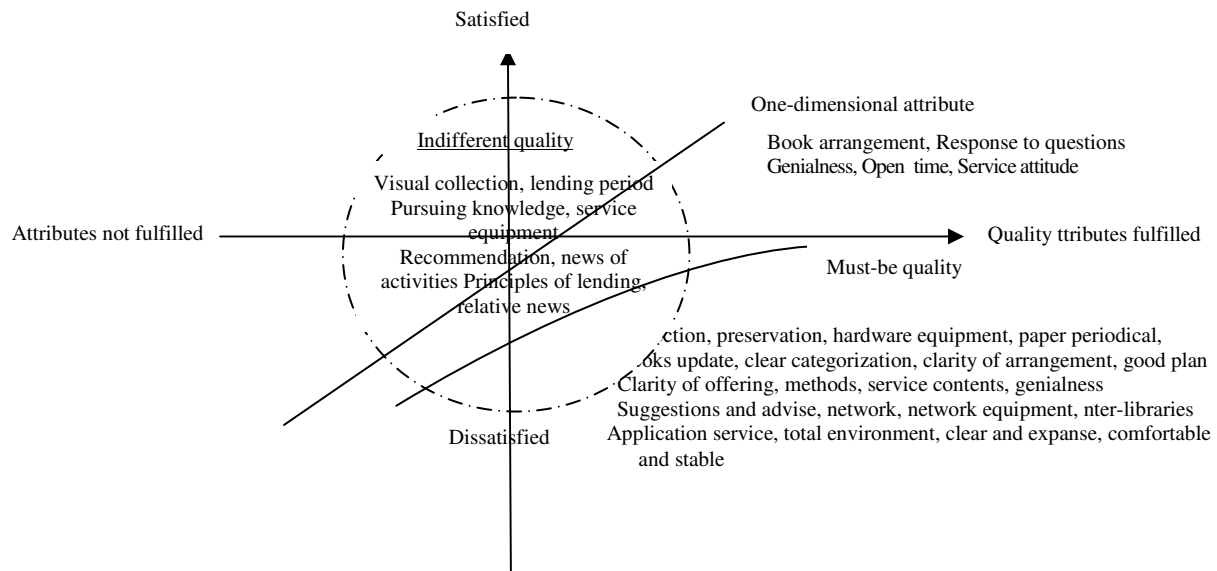 Satisfied
One-dimensional attribute
Book arrangement, Response to questions
Genialness, Open time, Service attitude
Indifferent quality
Visual collection, lending period
Pursuing knowledge, service
equipment
Attributes not fulfilled
Quality ttributes fulfilled
Recommendation, news of
activities Principles of lending,
relative news
Must-be quality
preservation, hardware equipment, paper periodical,
update, clear categorization, clarity of arrangement, good plan
Clarity of offering, methods, service contents, genialness
Suggestions and advise, network, network equipment, nter-libraries
Dissatisfied
Application service, total environment, clear and expanse, comfortable
and stable